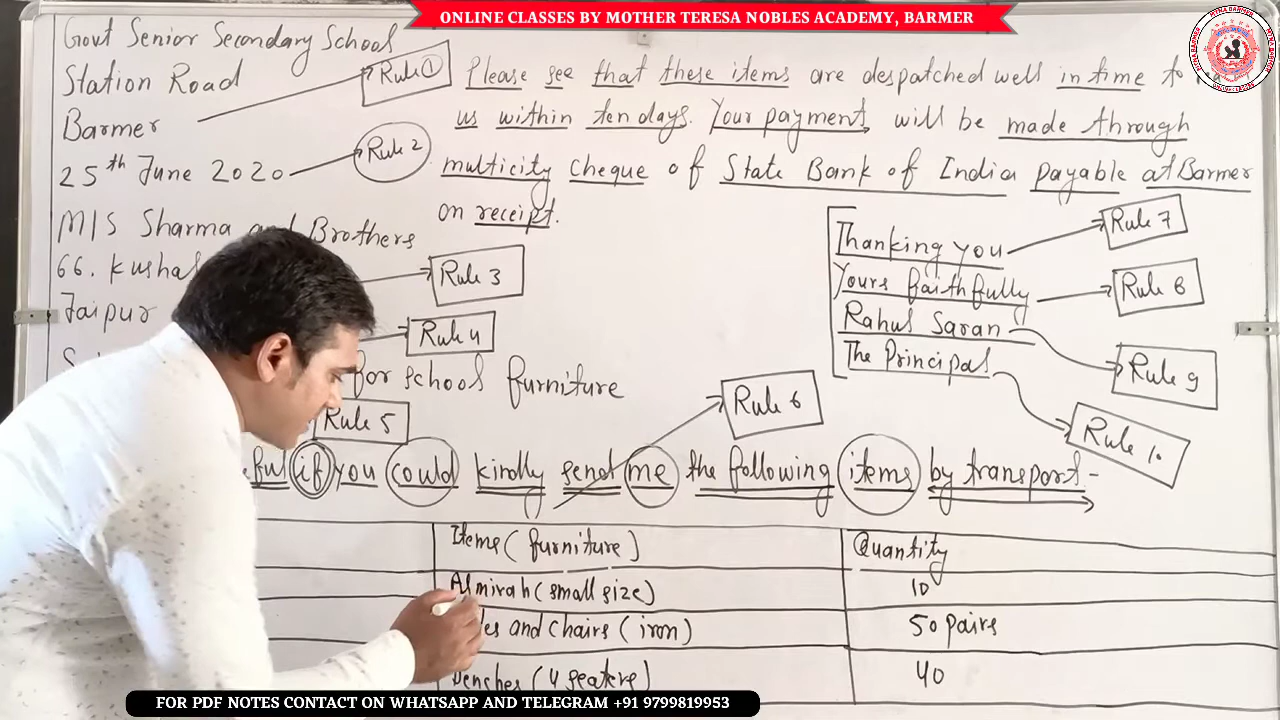 ONLINE CLASSES BY MOTHER TERESA NOBLES ACADEMY, BARMER
Govt Senior Secondary School
Station Road
Barmer
Rule 1
25th June 2020
Rule 2
M/S Sharma and Brothers
66. Kushal
Jaipur
Rule 3
Rule 4
for school furniture
Rule 5
Please see that these items are despatched well in time to
us within ten days. Your payment will be made through
multicity cheque of State Bank of India payable at Barmer
on receipt.
Thanking you
Rule 7
Yours faithfully
Rule 8
Rahul Saran
Rule 9
The Principal
Rule 10
Rule 6
if you could kindly send me the following items by transport-
Items (furniture) Quantity
Almirah (small size) 10
and chairs (iron) 50 pairs
Benches (4 seaters) 40
FOR PDF NOTES CONTACT ON WHATSAPP AND TELEGRAM +91 9799819953